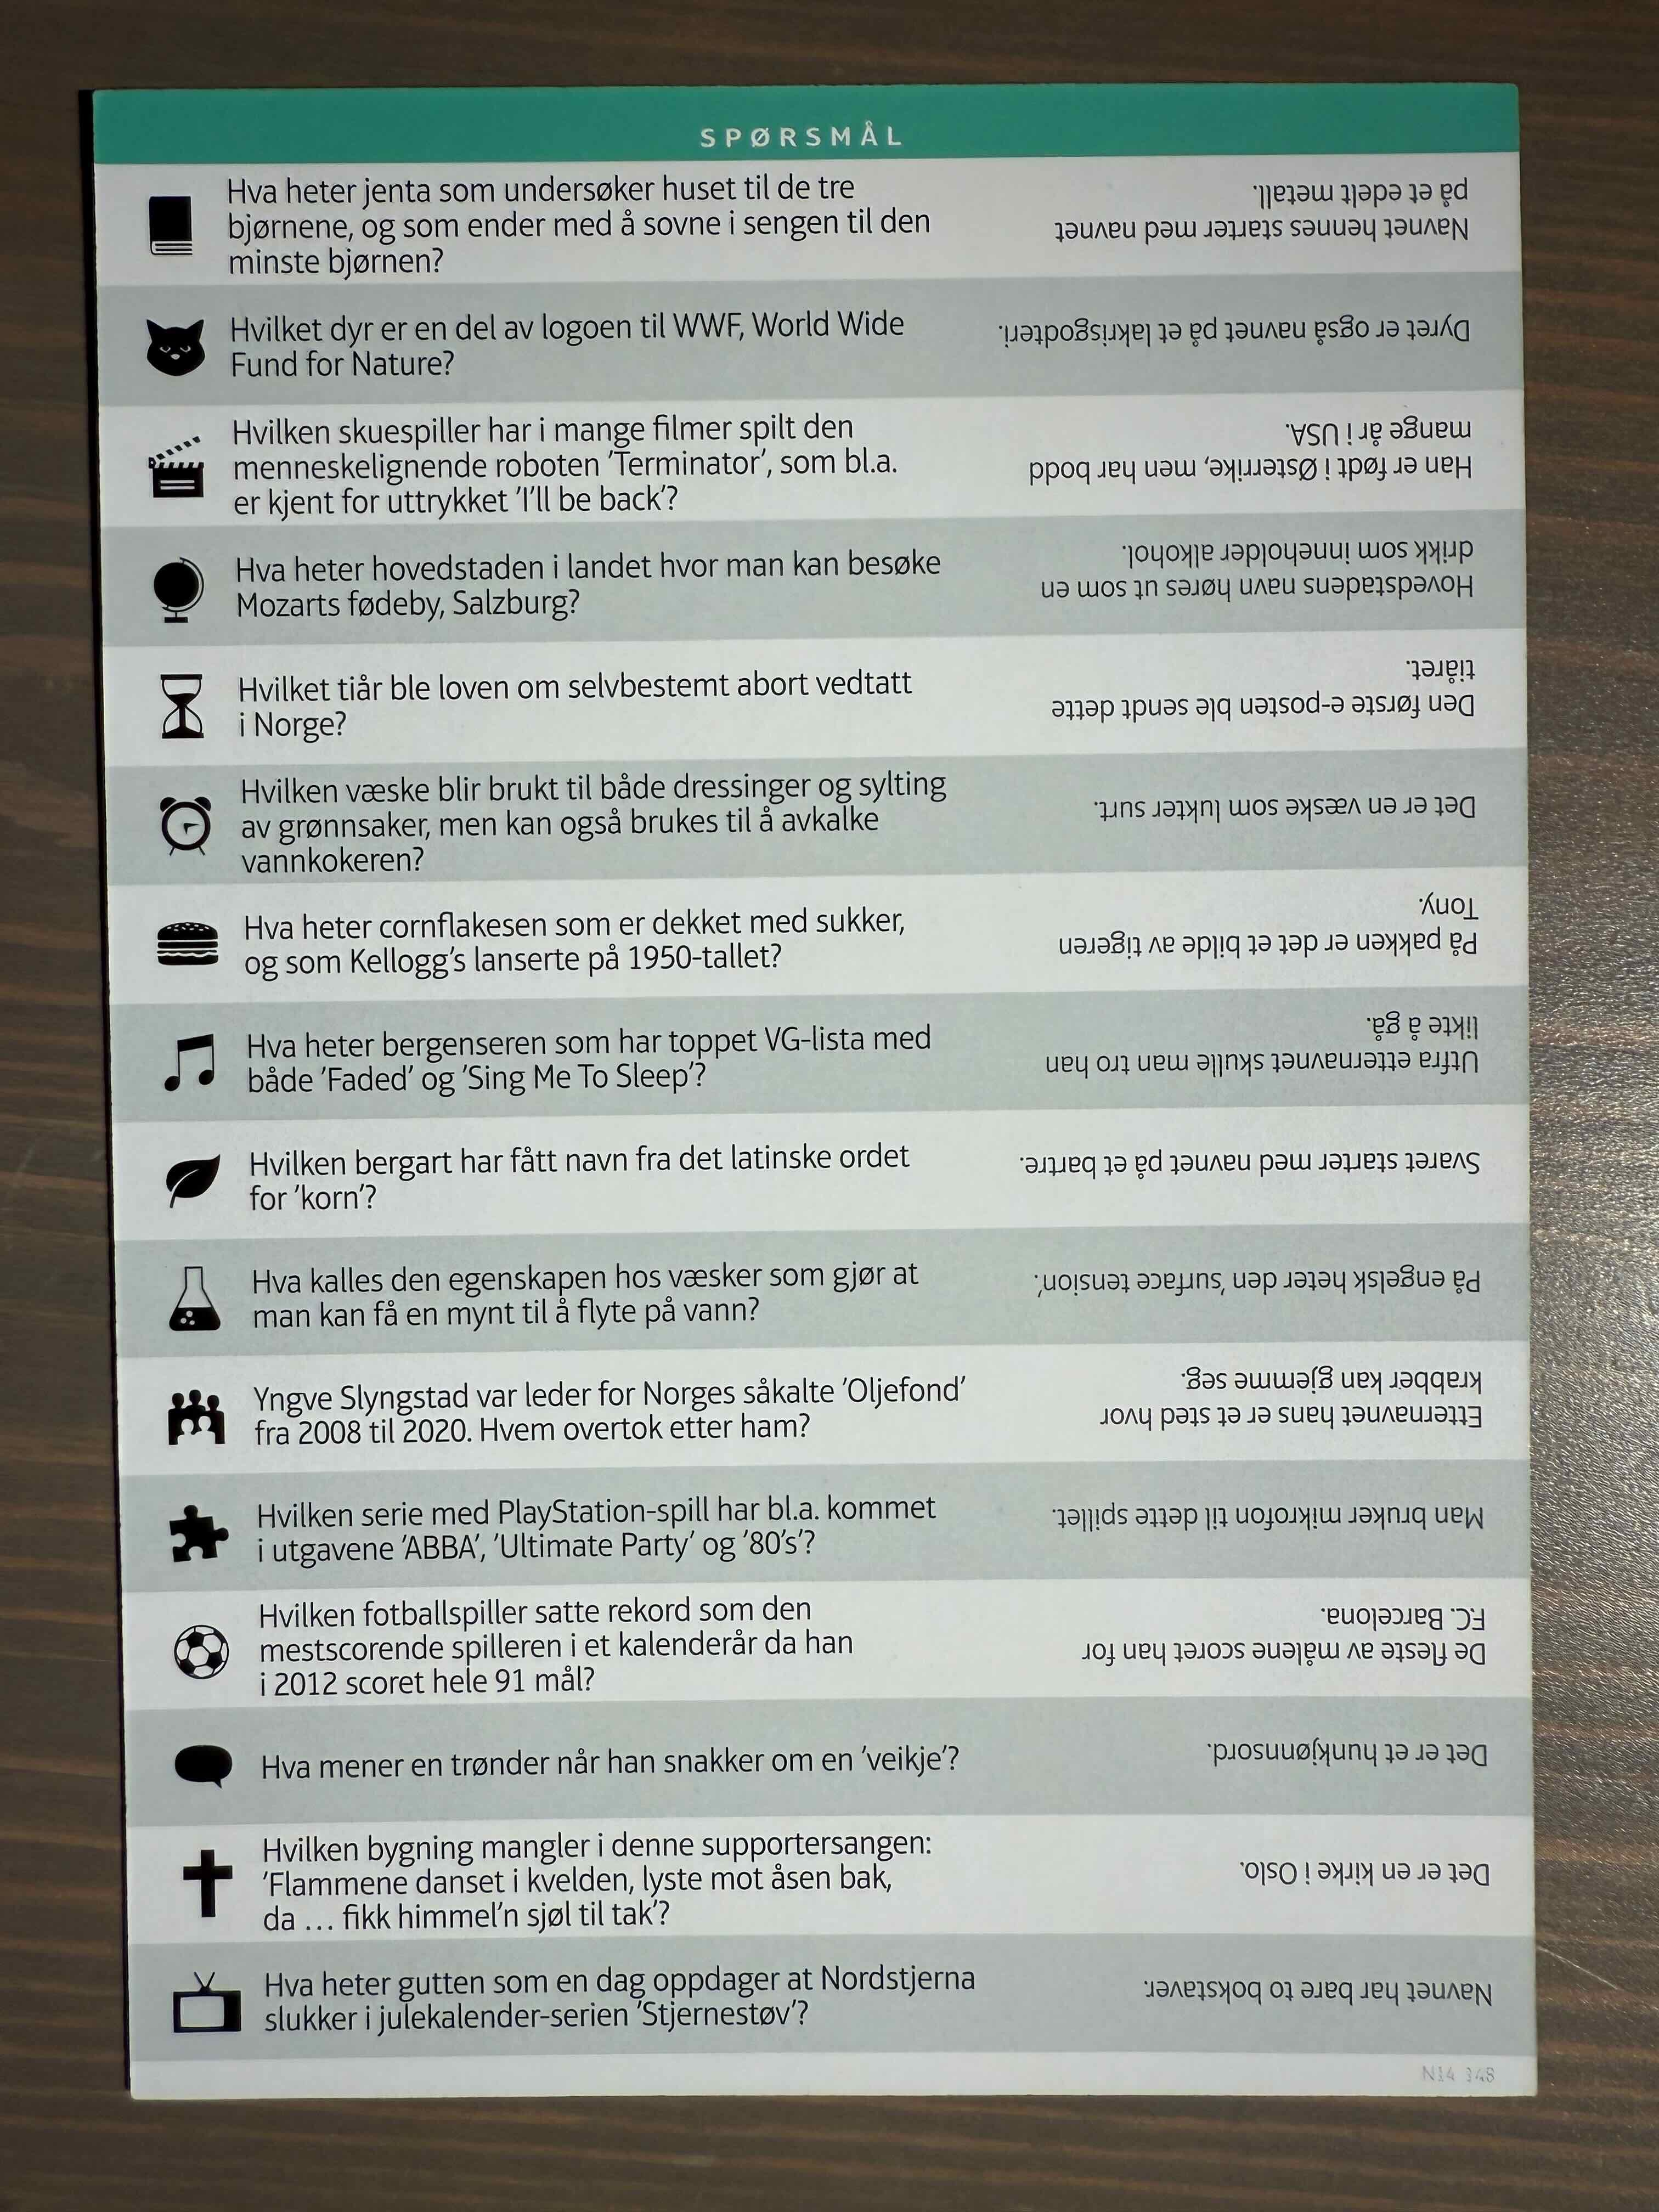 SPØRSMÅL
Hva heter jenta som undersøker huset til de tre
bjørnene, og som ender med å sovne i sengen til den
minste bjørnen?
Navnet hennes starter med navnet
på et edelt metall.
Hvilket dyr er en del av logoen til WWF, World Wide
Fund for Nature?
Dyret er også navnet på et lakrisgodteri.
Hvilken skuespiller har i mange filmer spilt den
menneskelignende roboten ’Terminator’, som bl.a.
er kjent for uttrykket ’I’ll be back’?
Han er født i Østerrike, men har bodd
mange år i USA.
Hva heter hovedstaden i landet hvor man kan besøke
Mozarts fødeby, Salzburg?
Hovedstadens navn høres ut som en
drikk som inneholder alkohol.
Hvilket tiår ble loven om selvbestemt abort vedtatt
i Norge?
Den første e-posten ble sendt dette
tiåret.
Hvilken væske blir brukt til både dressinger og sylting
av grønnsaker, men kan også brukes til å avkalke
vannkokeren?
Det er en væske som lukter surt.
Hva heter cornflakesen som er dekket med sukker,
og som Kellogg’s lanserte på 1950-tallet?
På pakken er det et bilde av tigeren
Tony.
Hva heter bergenseren som har toppet VG-lista med
både ’Faded’ og ’Sing Me To Sleep’?
Utfra etternavnet skulle man tro han
likte å gå.
Hvilken bergart har fått navn fra det latinske ordet
for ’korn’?
Svaret starter med navnet på et bartre.
Hva kalles den egenskapen hos væsker som gjør at
man kan få en mynt til å flyte på vann?
På engelsk heter den ’surface tension’.
Yngve Slyngstad var leder for Norges såkalte ’Oljefond’
fra 2008 til 2020. Hvem overtok etter ham?
Etternavnet hans er et sted hvor
krabber kan gjemme seg.
Hvilken serie med PlayStation-spill har bl.a. kommet
i utgavene ’ABBA’, ’Ultimate Party’ og ’80’s’?
Man bruker mikrofon til dette spillet.
Hvilken fotballspiller satte rekord som den
mestscorende spilleren i et kalenderår da han
i 2012 scoret hele 91 mål?
De fleste av målene scoret han for
F.C. Barcelona.
Hva mener en trønder når han snakker om en ’veikje’?
Det er et hunkjønnsord.
Hvilken bygning mangler i denne supportersangen:
’Flammene danset i kvelden, lyste mot åsen bak,
da … fikk himmel’n sjøl til tak’?
Det er en kirke i Oslo.
Hva heter gutten som en dag oppdager at Nordstjerna
slukker i julekalender-serien ’Stjernestøv’?
Navnet har bare to bokstaver.
N14 348